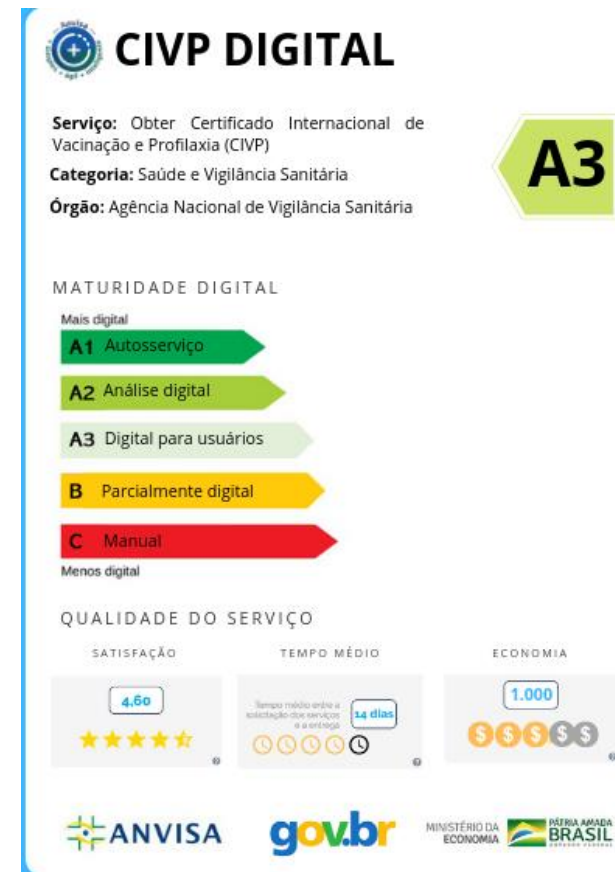 Anvisa
CIVP DIGITAL
Serviço: Obter Certificado Internacional de
Vacinação e Profilaxia (CIVP)
Categoria: Saúde e Vigilância Sanitária
Órgão: Agência Nacional de Vigilância Sanitária
A3
MATURIDADE DIGITAL
Mais digital
A1 Autosserviço
A2 Análise digital
A3 Digital para usuários
B Parcialmente digital
C Manual
Menos digital
QUALIDADE DO SERVIÇO
SATISFAÇÃO TEMPO MÉDIO ECONOMIA
4,60
Tempo médio entre a
solicitação dos serviços
e a entrega
14 dias
1.000
ANVISA
gov.br
MINISTÉRIO DA
ECONOMIA
PÁTRIA AMADA
BRASIL
GOVERNO FEDERAL